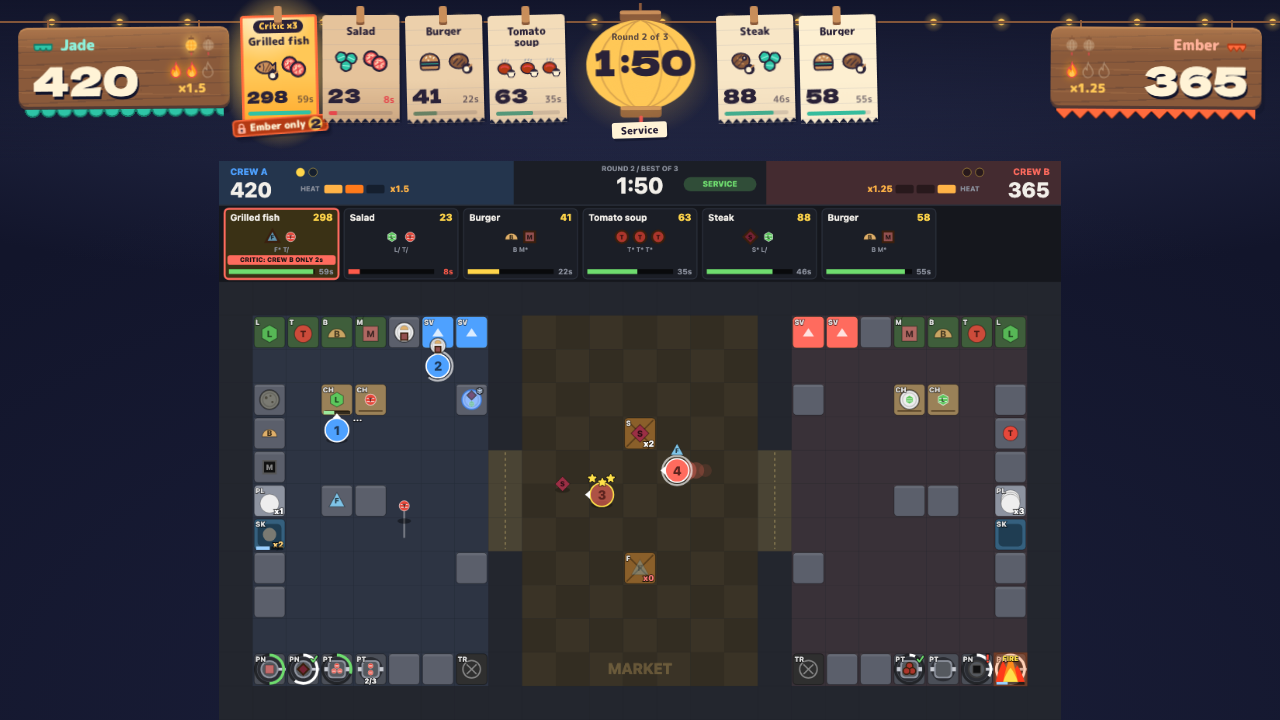 Jade
420
x1.5
Critic x3
Grilled fish
298 59s
Ember only 2
Salad
23 8s
Burger
41 22s
Tomato
soup
63 35s
Round 2 of 3
1:50
Service
Steak
88 46s
Burger
58 55s
Ember
x1.25
365
CREW A
420
HEAT x1.5
ROUND 2 / BEST OF 3
1:50 SERVICE
CREW B
x1.25 HEAT 365
Grilled fish 298
F
F* T/
CRITIC: CREW B ONLY 2s
59s
Salad 23
L
L/ T/
8s
Burger 41
B M
B M*
22s
Tomato soup 63
T T T
T* T* T*
35s
Steak 88
S L
S* L/
46s
Burger 58
B M
B M*
55s
L T B M SV SV
L T B M
2
CH CH
L
1
...
B
M
PL
x1
F
SK
x2
PN PN PT PT TR
2/3
S
S
x2
F
4
S
3
F
x0
MARKET
SV SV M B T L
M B T L
CH CH
T
PL
x3
SK
TR PT PT PN
FIRE